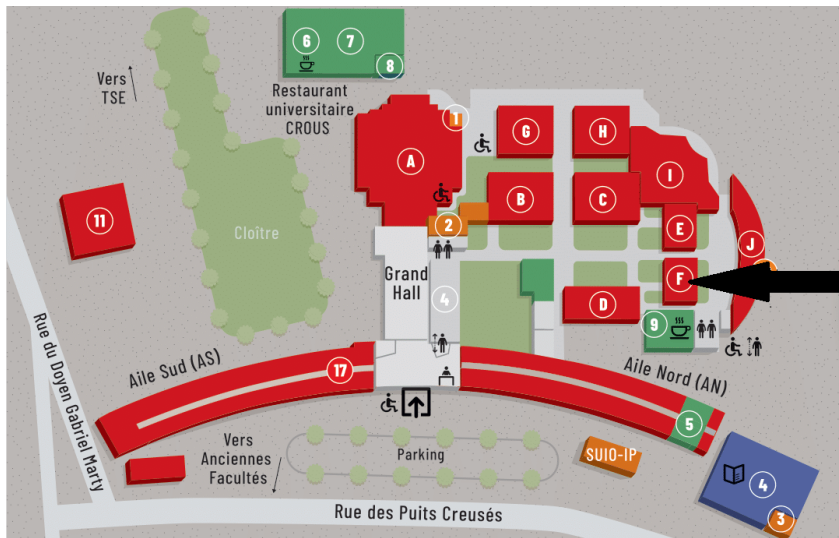 6
7
8
Vers
TSE
Restaurant
universitaire
CROUS
1
G
H
A
I
B
C
11
2
E
J
Cloître
Grand
Hall
4
F
D
9
Rue du Doyen Gabriel Marty
Aile Sud (AS)
17
Aile Nord (AN)
5
Vers
Anciennes
Facultés
Parking
SUIO-IP
4
3
Rue des Puits Creusés